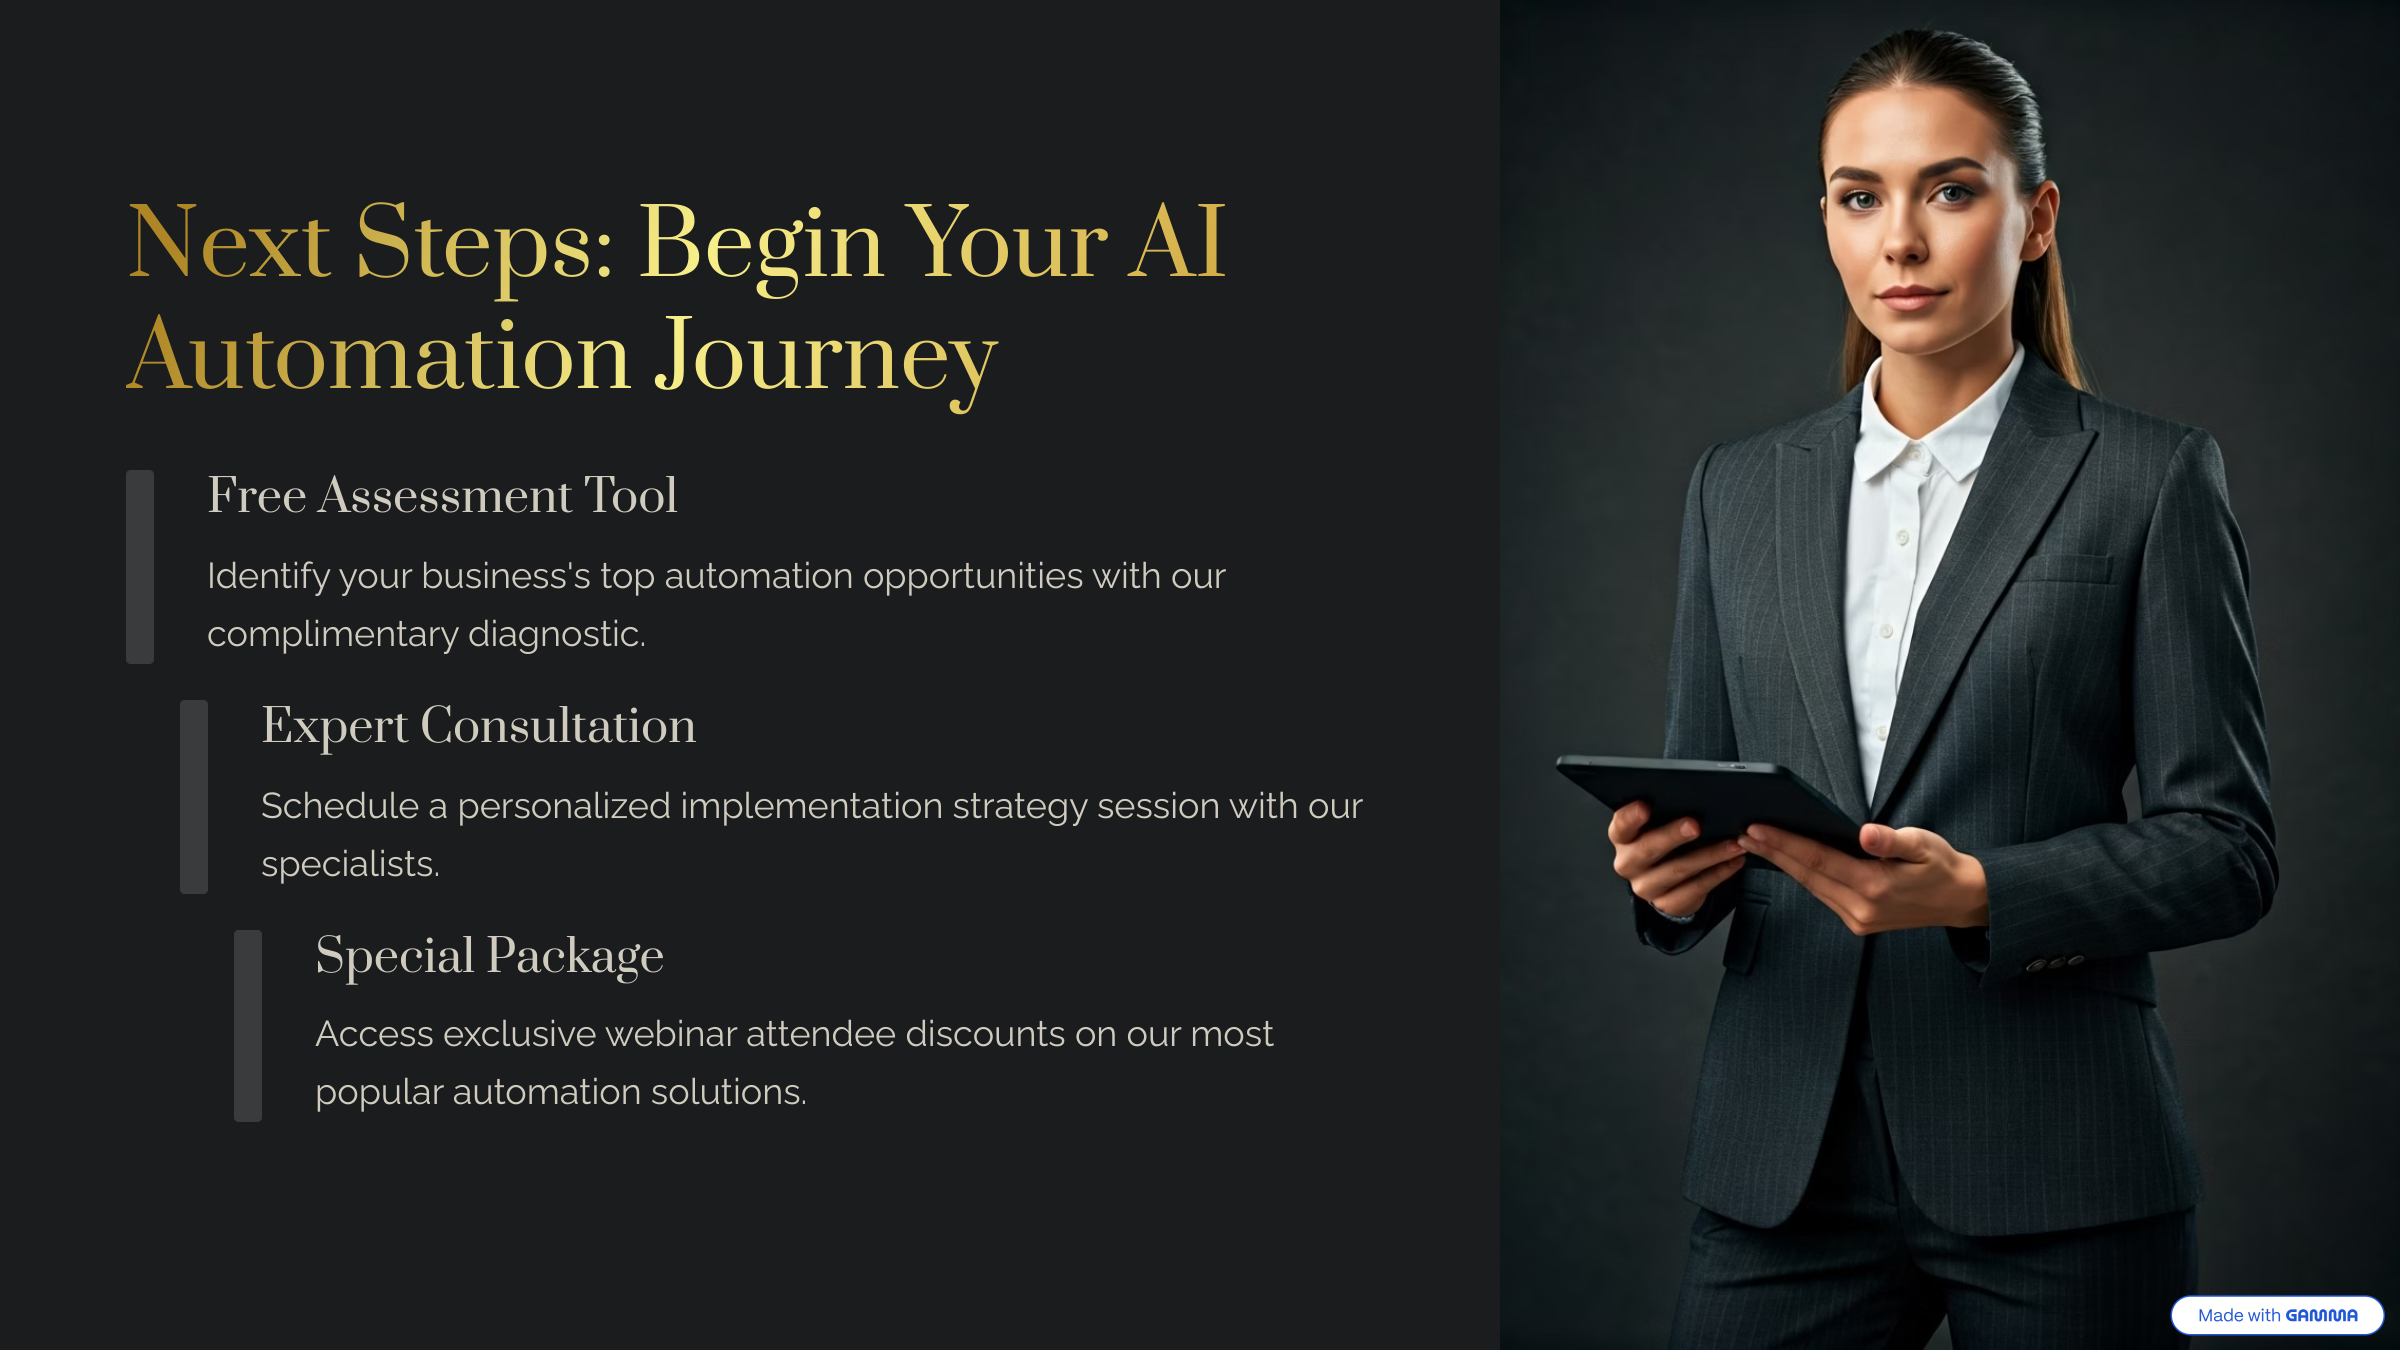 Next Steps: Begin Your AI
Automation Journey
Free Assessment Tool
Identify your business's top automation opportunities with our
complimentary diagnostic.
Expert Consultation
Schedule a personalized implementation strategy session with our
specialists.
Special Package
Access exclusive webinar attendee discounts on our most
popular automation solutions.
Made with GAMMA